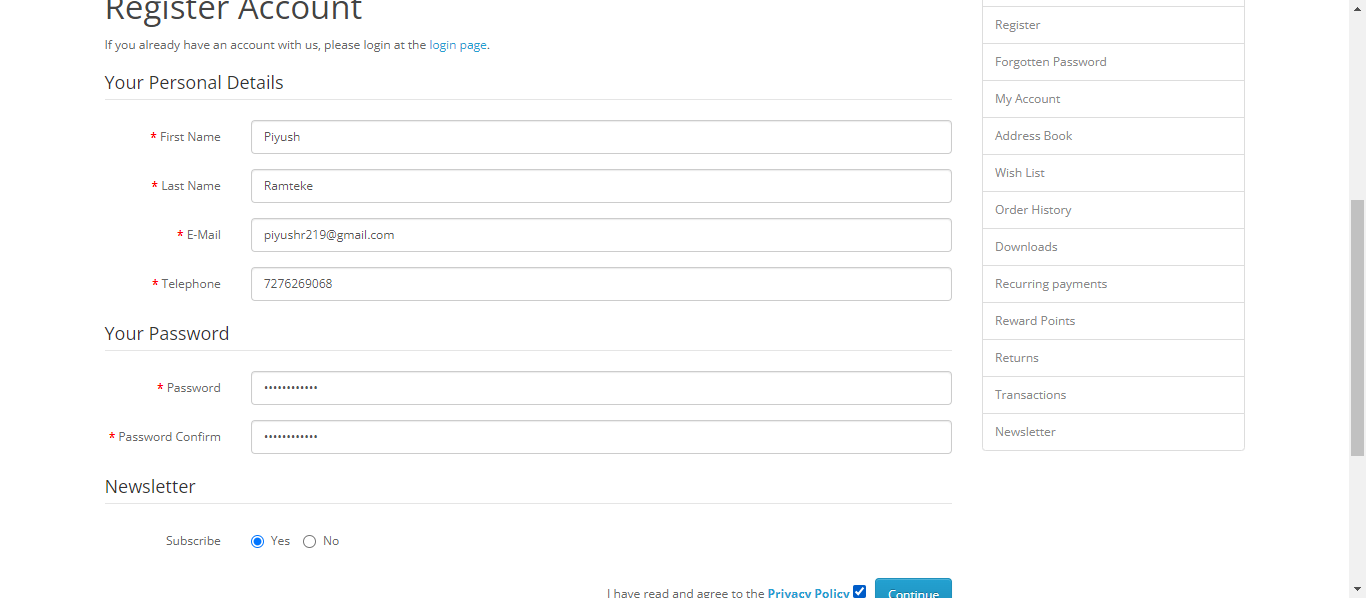 Register Account
If you already have an account with us, please login at the login page.
Your Personal Details
* First Name Piyush
* Last Name Ramteke
* E-Mail piyushr219@gmail.com
* Telephone 7276269068
Your Password
* Password ••••••••••••
* Password Confirm ••••••••••••
Newsletter
Subscribe Yes No
I have read and agree to the Privacy Policy Continue
Register
Forgotten Password
My Account
Address Book
Wish List
Order History
Downloads
Recurring payments
Reward Points
Returns
Transactions
Newsletter